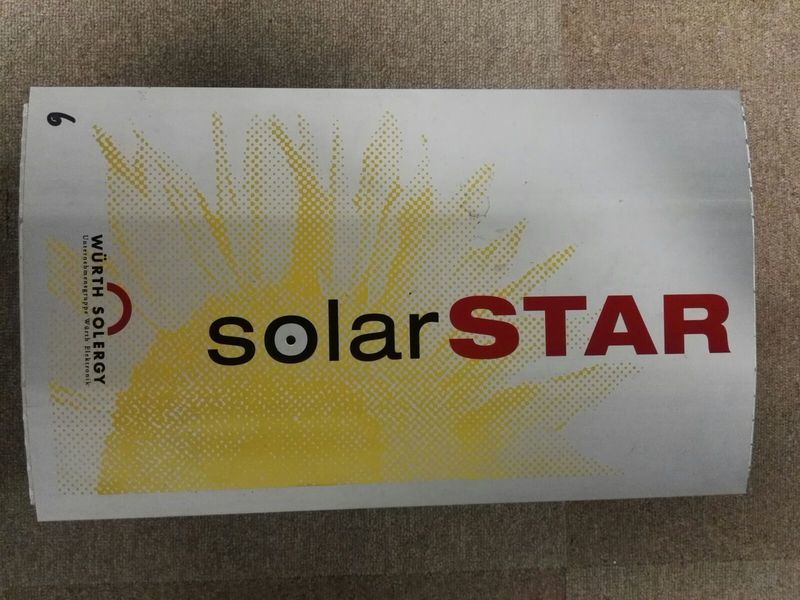 solarSTAR
WÜRTH SOLERGY
Unternehmensgruppe Würth Elektronik
6